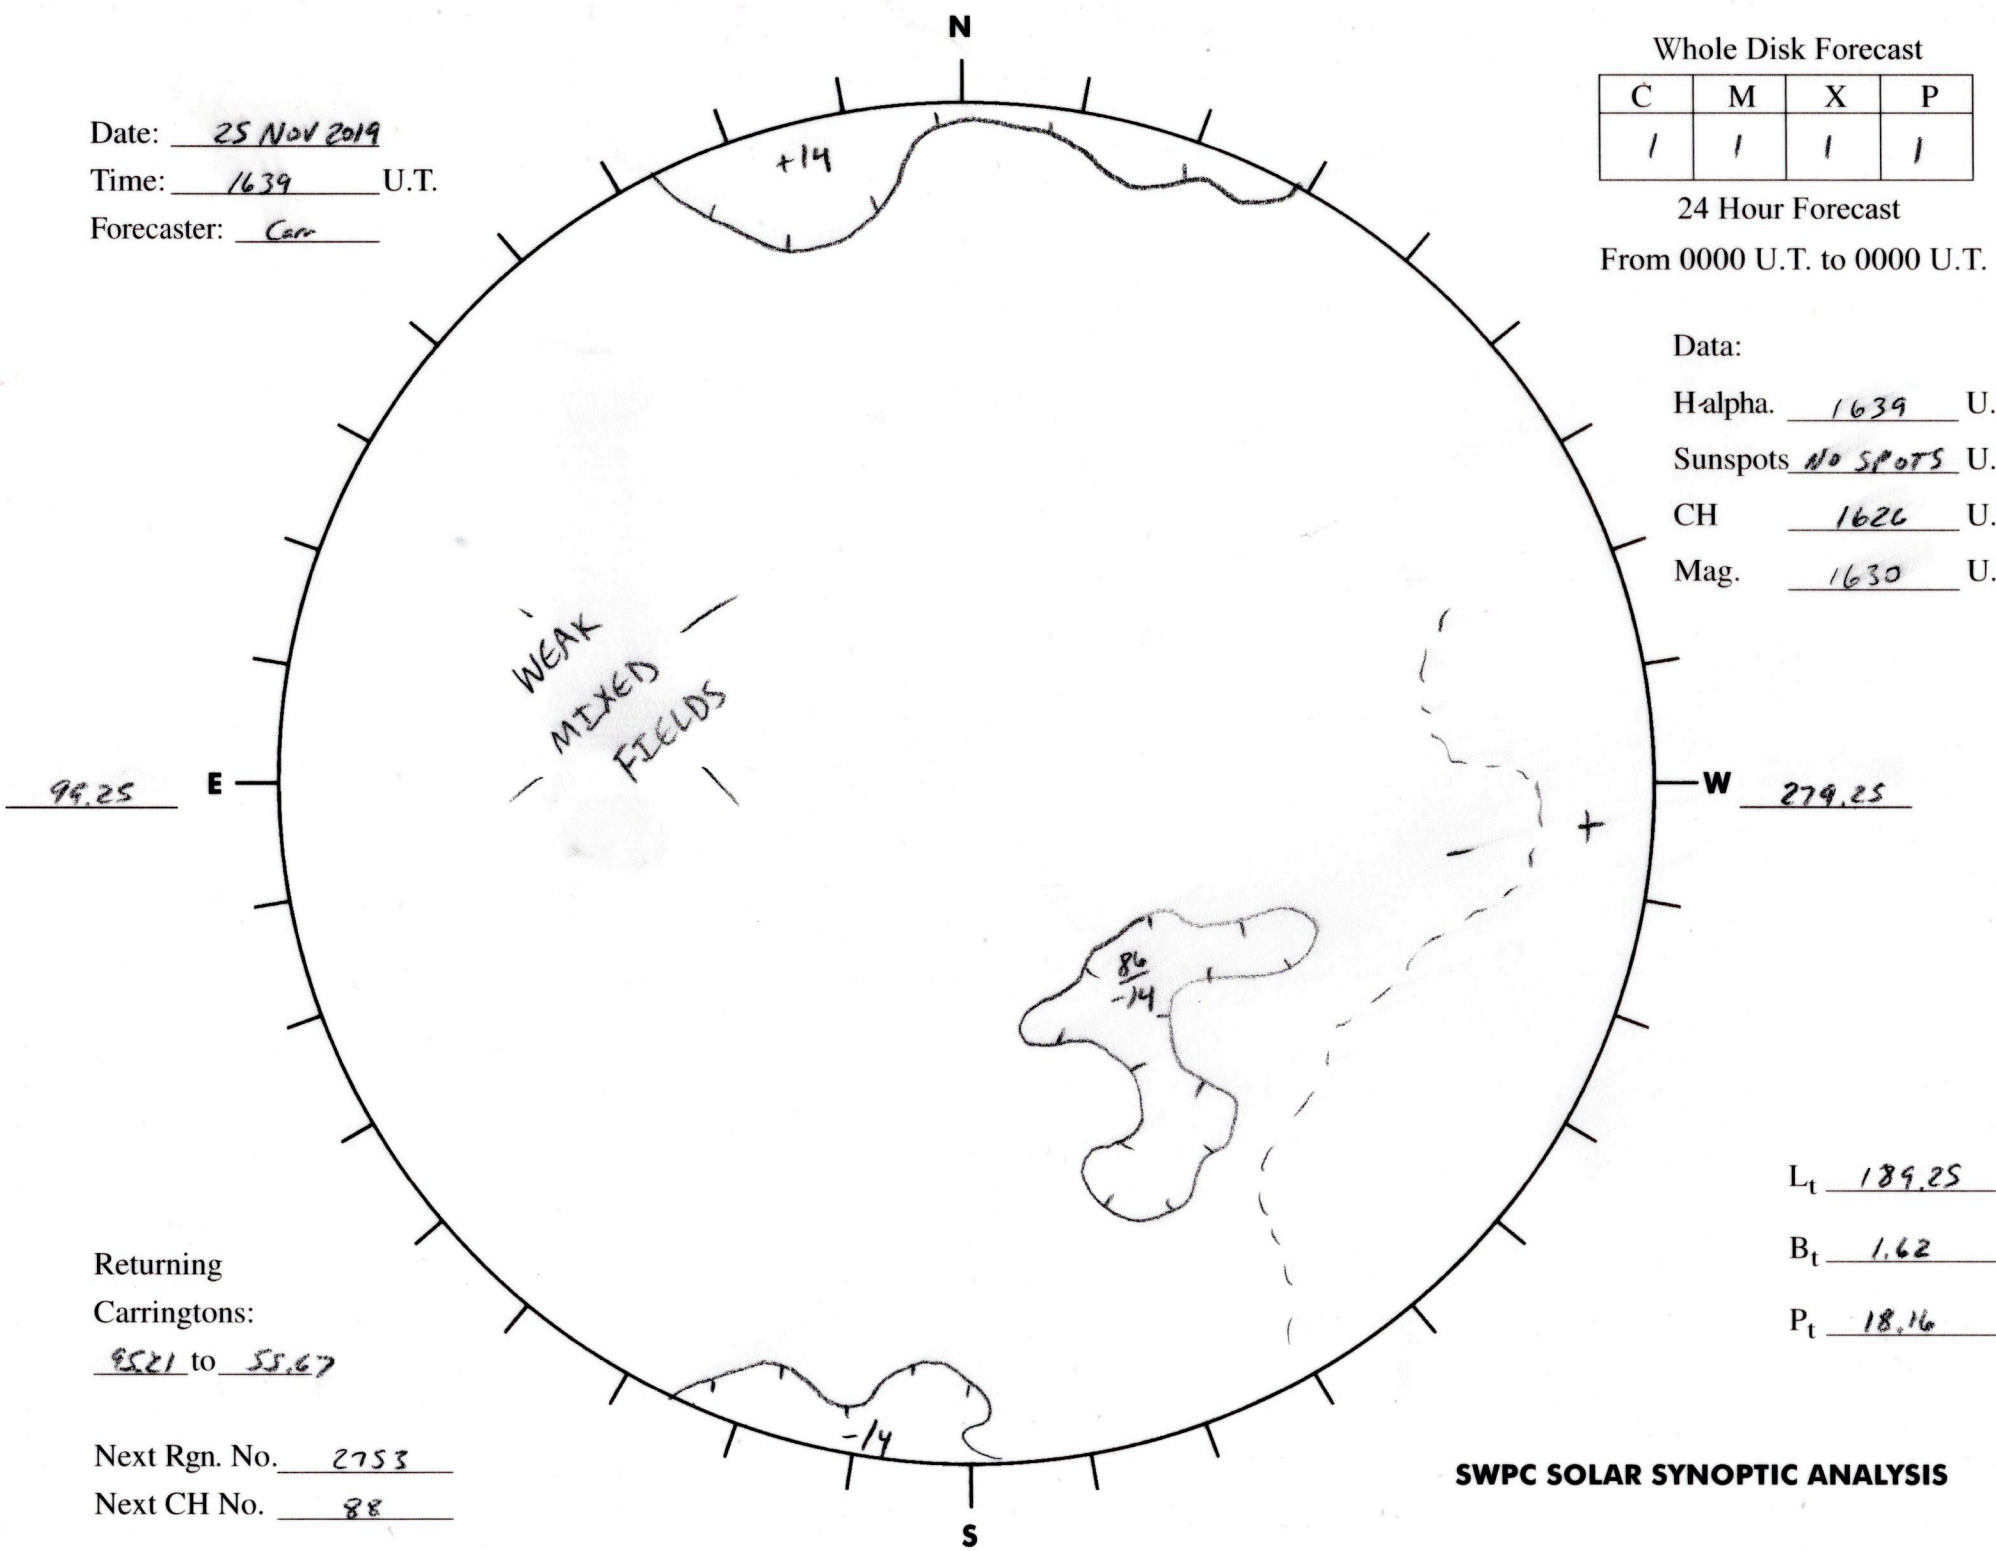 N
Date: 25 NOV 2019
Time: 1639 U.T.
Forecaster: Carr
Whole Disk Forecast
C M X P
1 1 1 1
24 Hour Forecast
From 0000 U.T. to 0000 U.T.
Data:
H-alpha. 1639 U.
Sunspots NO SPOTS U.
CH 1626 U.
Mag. 1630 U.
+14
WEAK
MIXED
FIELDS
99.25 E
W 279.25
- +
86
-14
Lt 189.25
Bt 1.62
Pt 18.16
Returning
Carringtons:
95.21 to 55.67
Next Rgn. No. 2753
Next CH No. 88
-14
S
SWPC SOLAR SYNOPTIC ANALYSIS